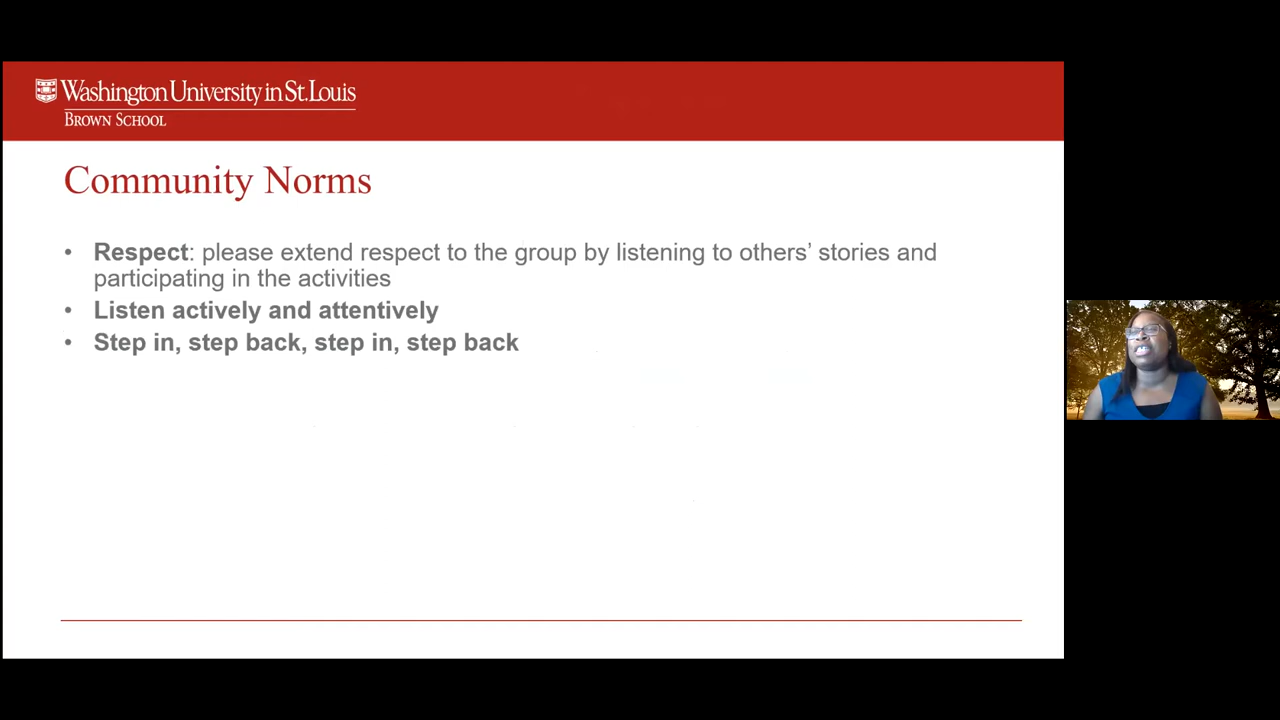 Washington University in St. Louis
BROWN SCHOOL
Community Norms
• Respect: please extend respect to the group by listening to others’ stories and
participating in the activities
• Listen actively and attentively
• Step in, step back, step in, step back